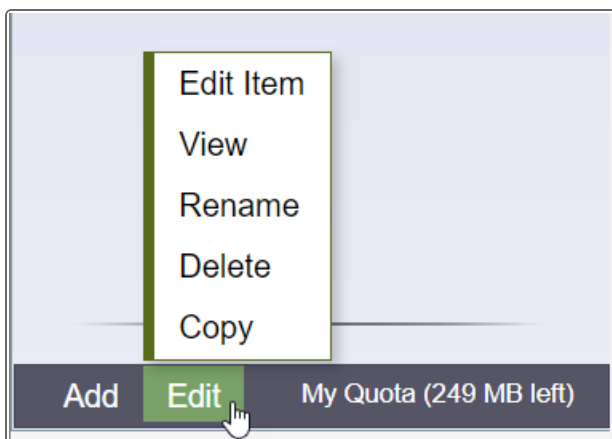 Edit Item
View
Rename
Delete
Copy
Add Edit My Quota (249 MB left)